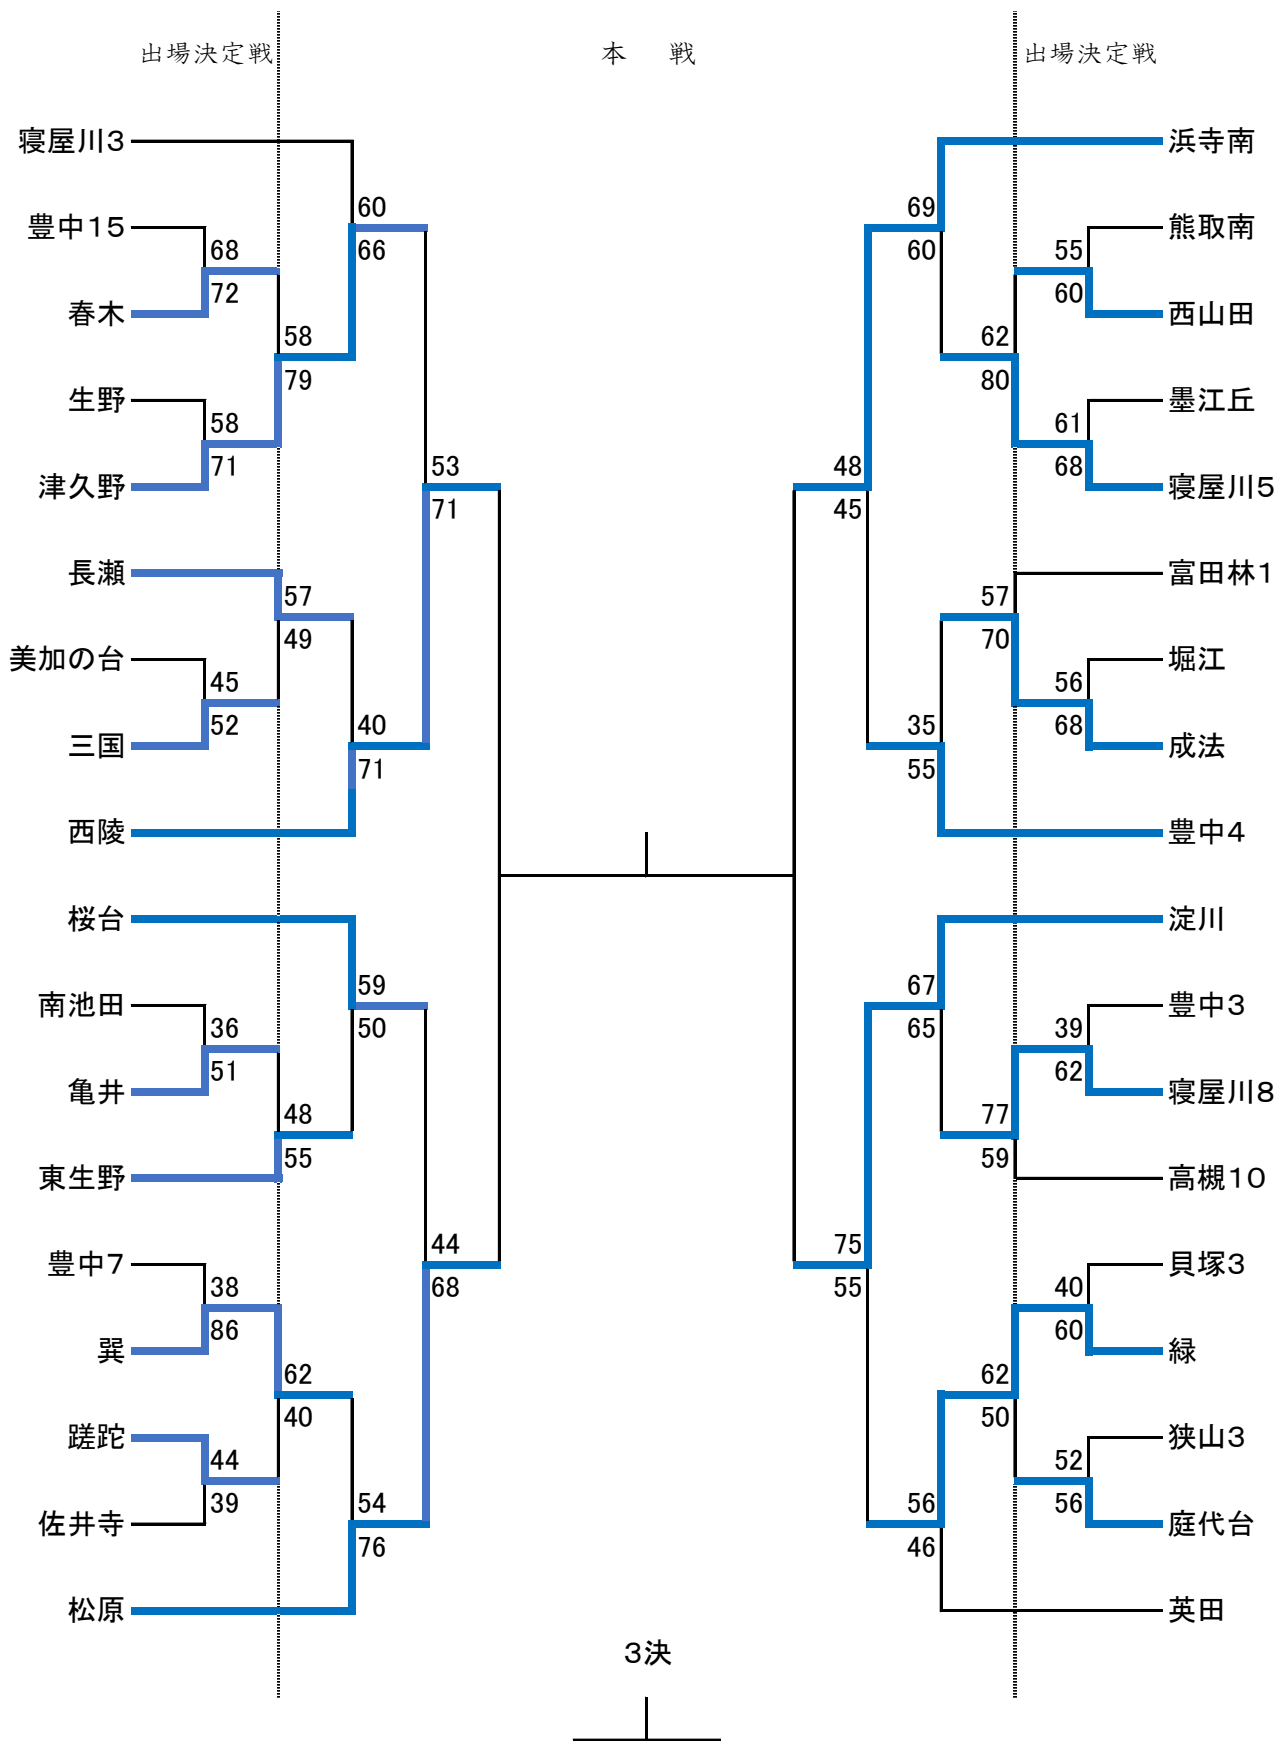 出場決定戦 本 戦 出場決定戦
寝屋川3 浜寺南
60 69
豊中15 熊取南
68 66 60 55
72 60
春木 西山田
58 62
79 80
生野 墨江丘
58 61
71 53 48 68
津久野 寝屋川5
71 45
長瀬 富田林1
57 57
49 70
美加の台 堀江
45 56
52 40 35 68
三国 成法
71 55
西陵 豊中4
桜台 淀川
59 67
南池田 豊中3
36 50 65 39
51 62
亀井 寝屋川8
48 77
55 59
東生野 高槻10
44 75
豊中7 貝塚3
38 68 55 40
86 60
巽 緑
62 62
40 50
蹉跎 狭山3
44 52
39 54 56 56
佐井寺 庭代台
76 46
松原 英田
3決